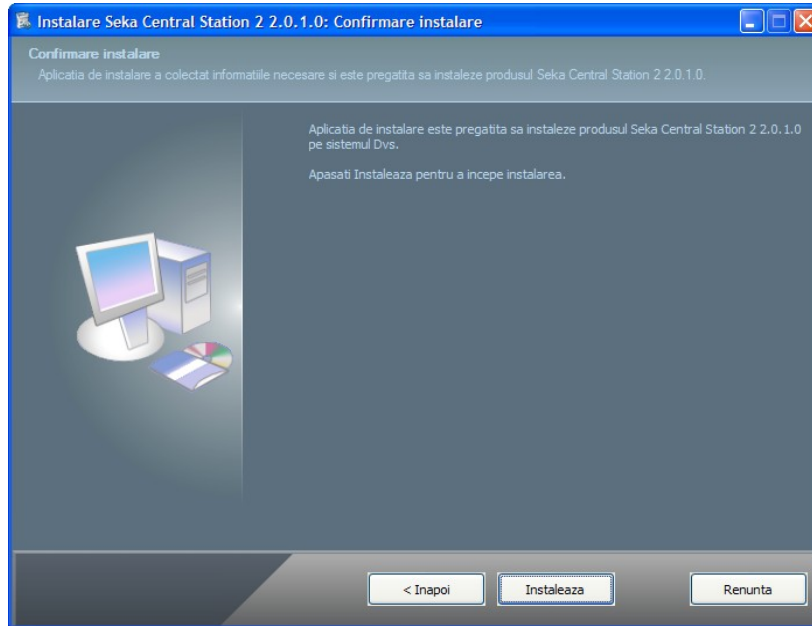 Instalare Seka Central Station 2 2.0.1.0: Confirmare instalare
Confirmare instalare
Aplicatia de instalare a colectat informatiile necesare si este pregatita sa instaleze produsul Seka Central Station 2 2.0.1.0.
Aplicatia de instalare este pregatita sa instaleze produsul Seka Central Station 2 2.0.1.0
pe sistemul Dvs.
Apasati Instaleaza pentru a incepe instalarea.
< Inapoi
Instaleaza
Renunta